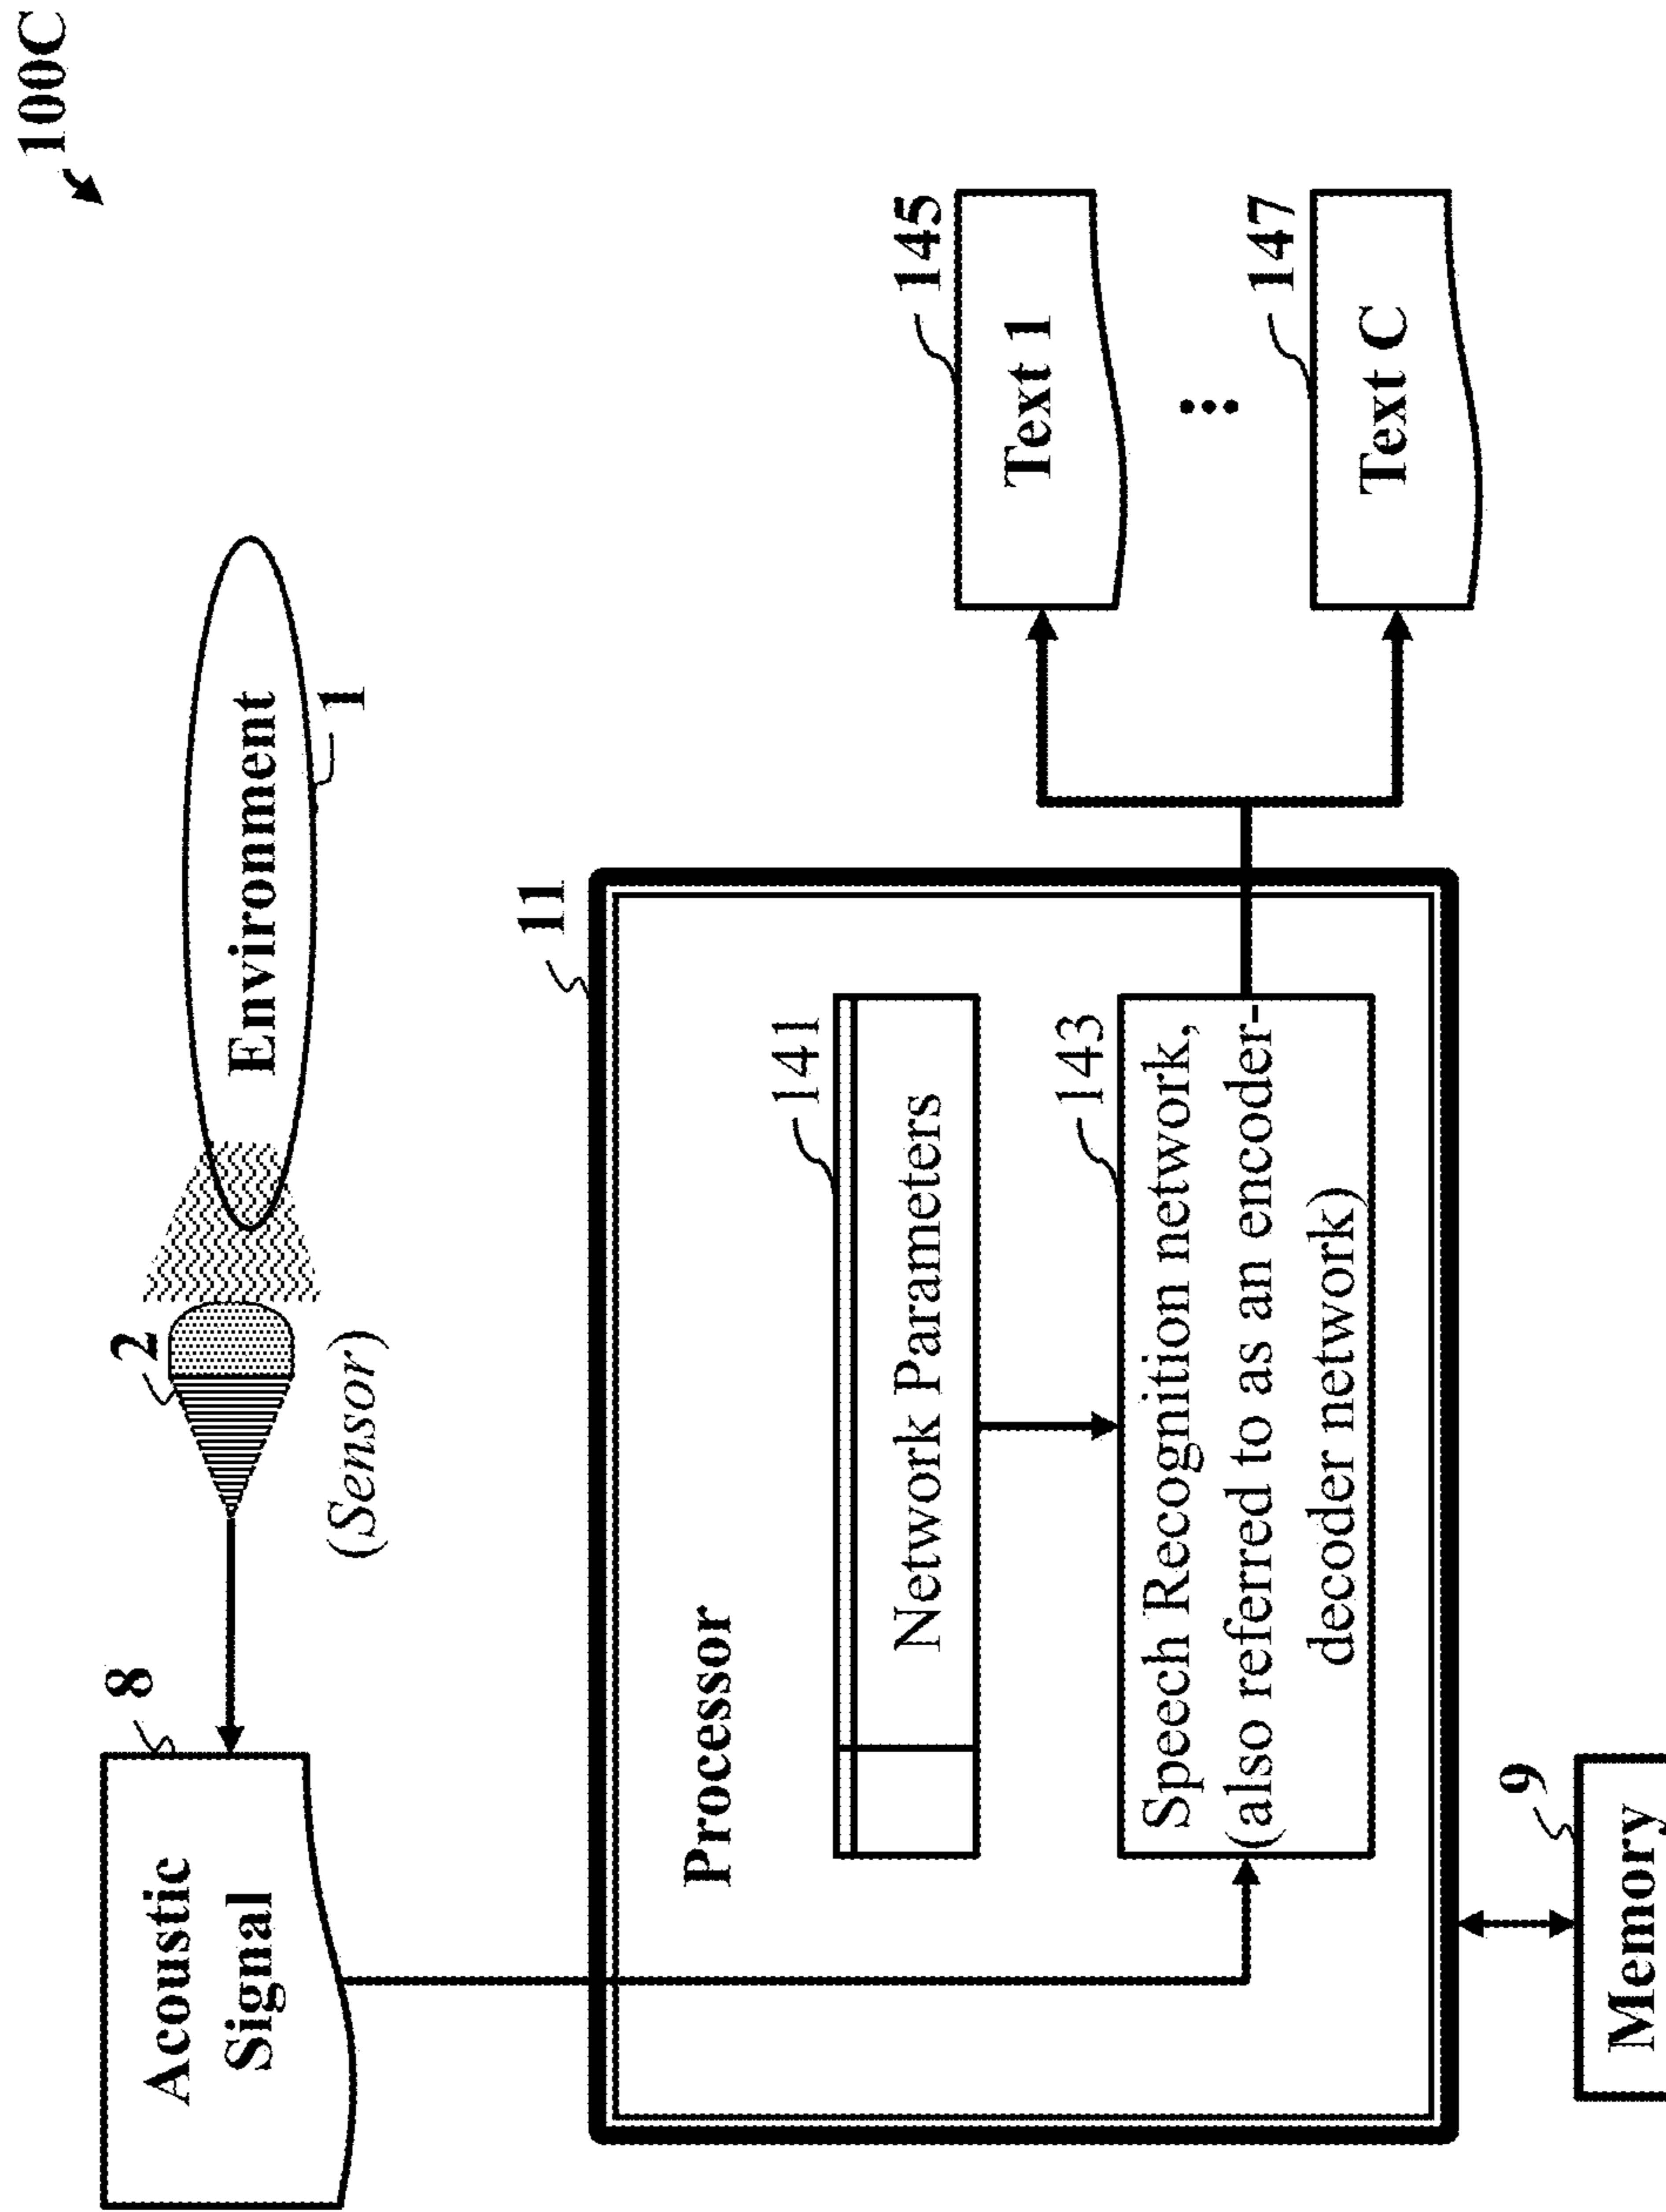 100C
Environment
1
2
(Sensor)
8
Acoustic
Signal
11
Processor
141
Network Parameters
143
Speech Recognition network,
(also referred to as an encoder-
decoder network)
145
Text 1
147
Text C
9
Memory